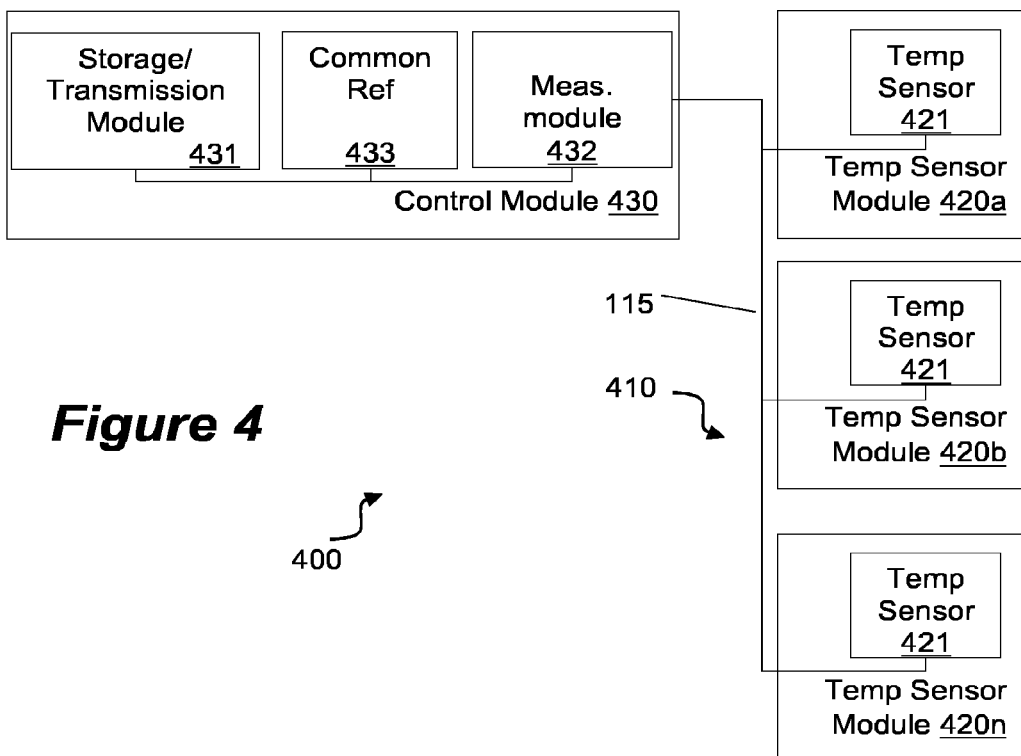 Storage/
Transmission
Module
431
Common
Ref
433
Meas.
module
432
Control Module 430
Temp
Sensor
421
Temp Sensor
Module 420a
115
Temp
Sensor
421
410
Temp Sensor
Module 420b
Figure 4
400
Temp
Sensor
421
Temp Sensor
Module 420n